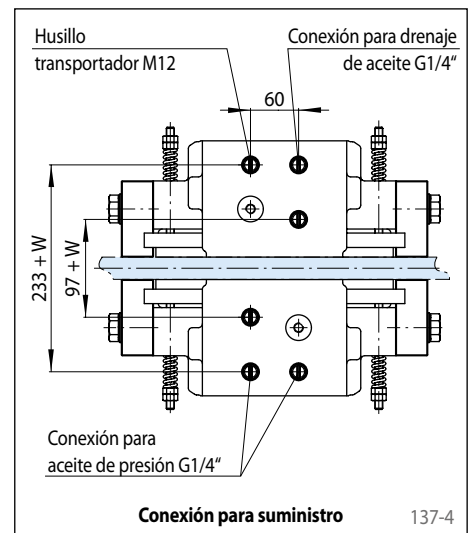 Husillo
transportador M12
Conexión para drenaje
de aceite G1/4“
60
233 + W
97 + W
Conexión para
aceite de presión G1/4“
Conexión para suministro
137-4